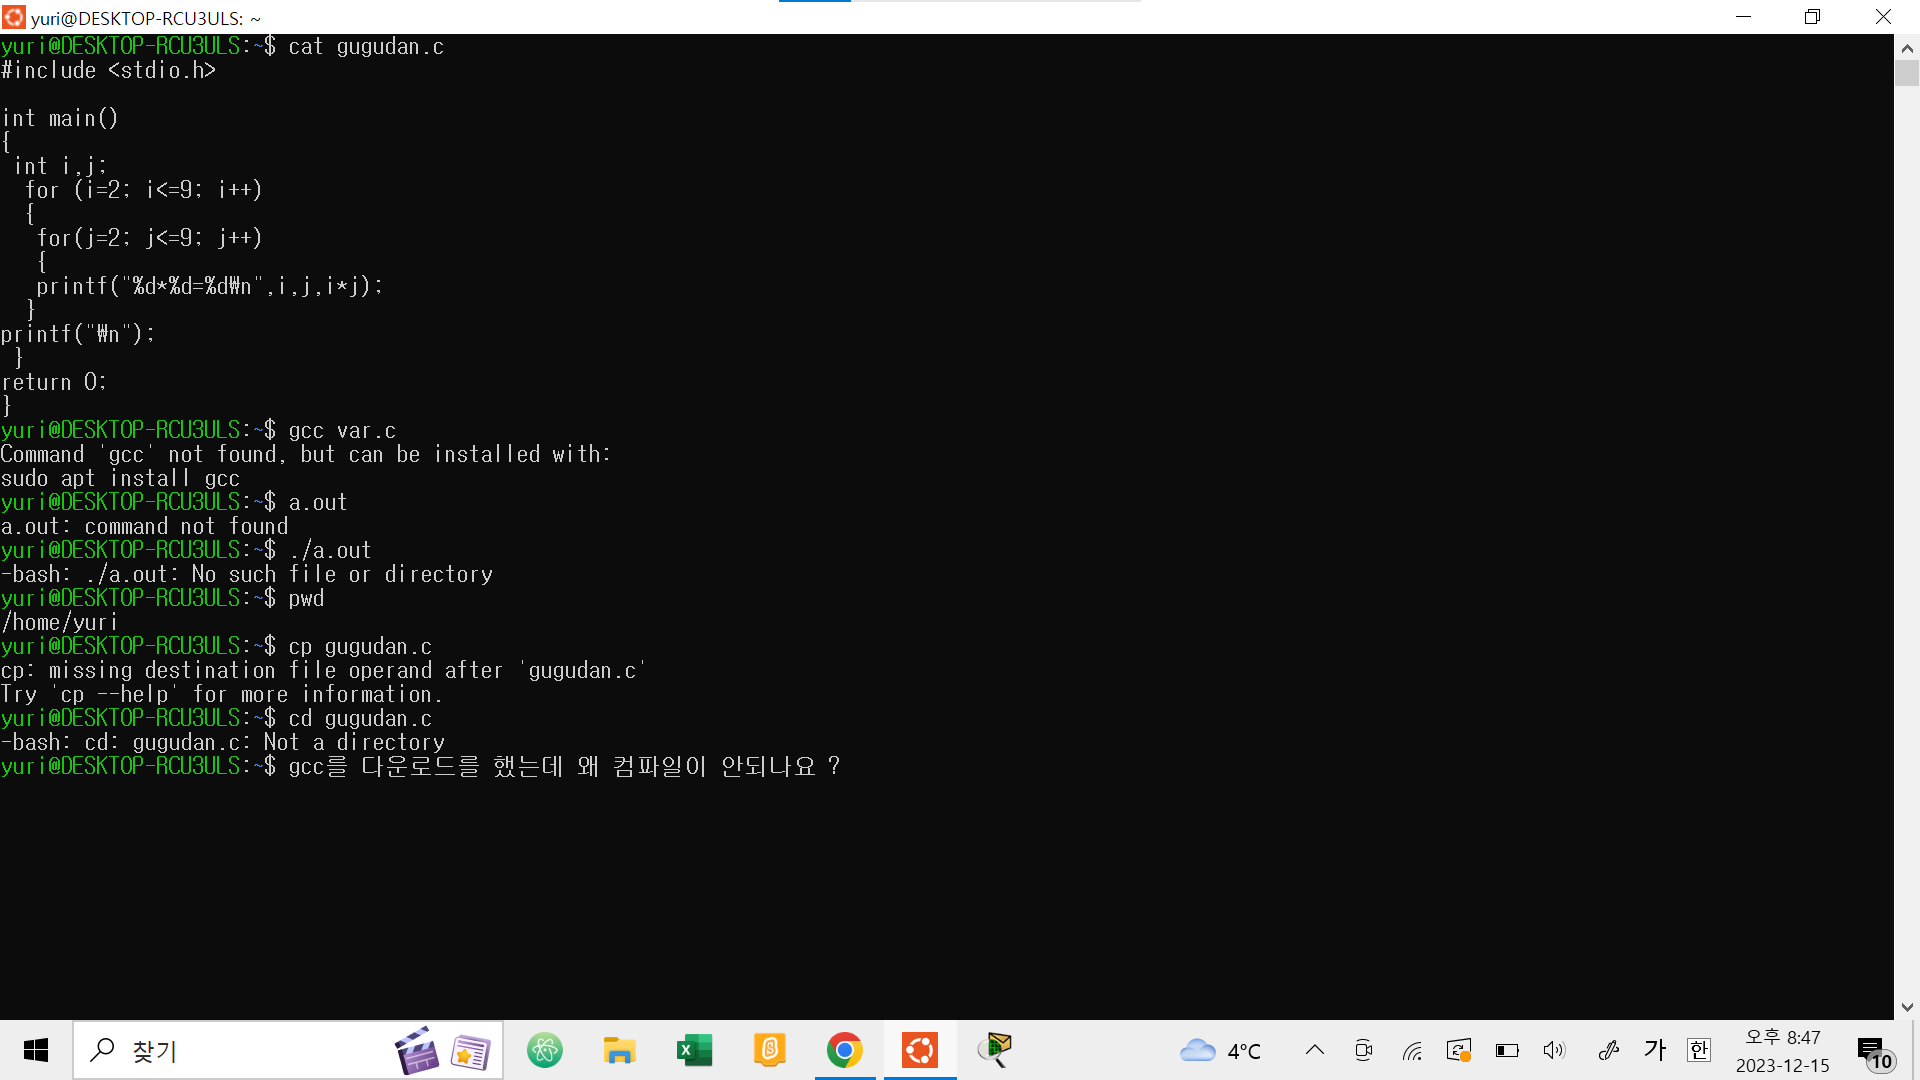 yuri@DESKTOP-RCU3ULS: ~
yuri@DESKTOP-RCU3ULS:~$ cat gugudan.c
#include <stdio.h>
int main()
{
int i,j;
for (i=2; i<=9; i++)
{
for(j=2; j<=9; j++)
{
printf("%d*%d=%d₩n",i,j,i*j);
}
printf("₩n");
}
return 0;
}
yuri@DESKTOP-RCU3ULS:~$ gcc var.c
Command 'gcc' not found, but can be installed with:
sudo apt install gcc
yuri@DESKTOP-RCU3ULS:~$ a.out
a.out: command not found
yuri@DESKTOP-RCU3ULS:~$ ./a.out
-bash: ./a.out: No such file or directory
yuri@DESKTOP-RCU3ULS:~$ pwd
/home/yuri
yuri@DESKTOP-RCU3ULS:~$ cp gugudan.c
cp: missing destination file operand after 'gugudan.c'
Try 'cp --help' for more information.
yuri@DESKTOP-RCU3ULS:~$ cd gugudan.c
-bash: cd: gugudan.c: Not a directory
yuri@DESKTOP-RCU3ULS:~$ gcc를 다운로드를 했는데 왜 컴파일이 안되나요 ?
찾기
4°C
가
한
오후 8:47
2023-12-15
10